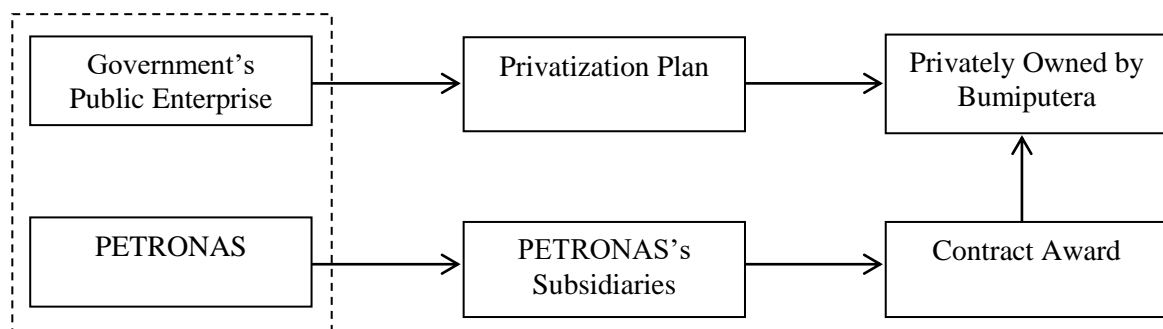 Government’s
Public Enterprise
Privatization Plan
Privately Owned by
Bumiputera
PETRONAS
PETRONAS’s
Subsidiaries
Contract Award